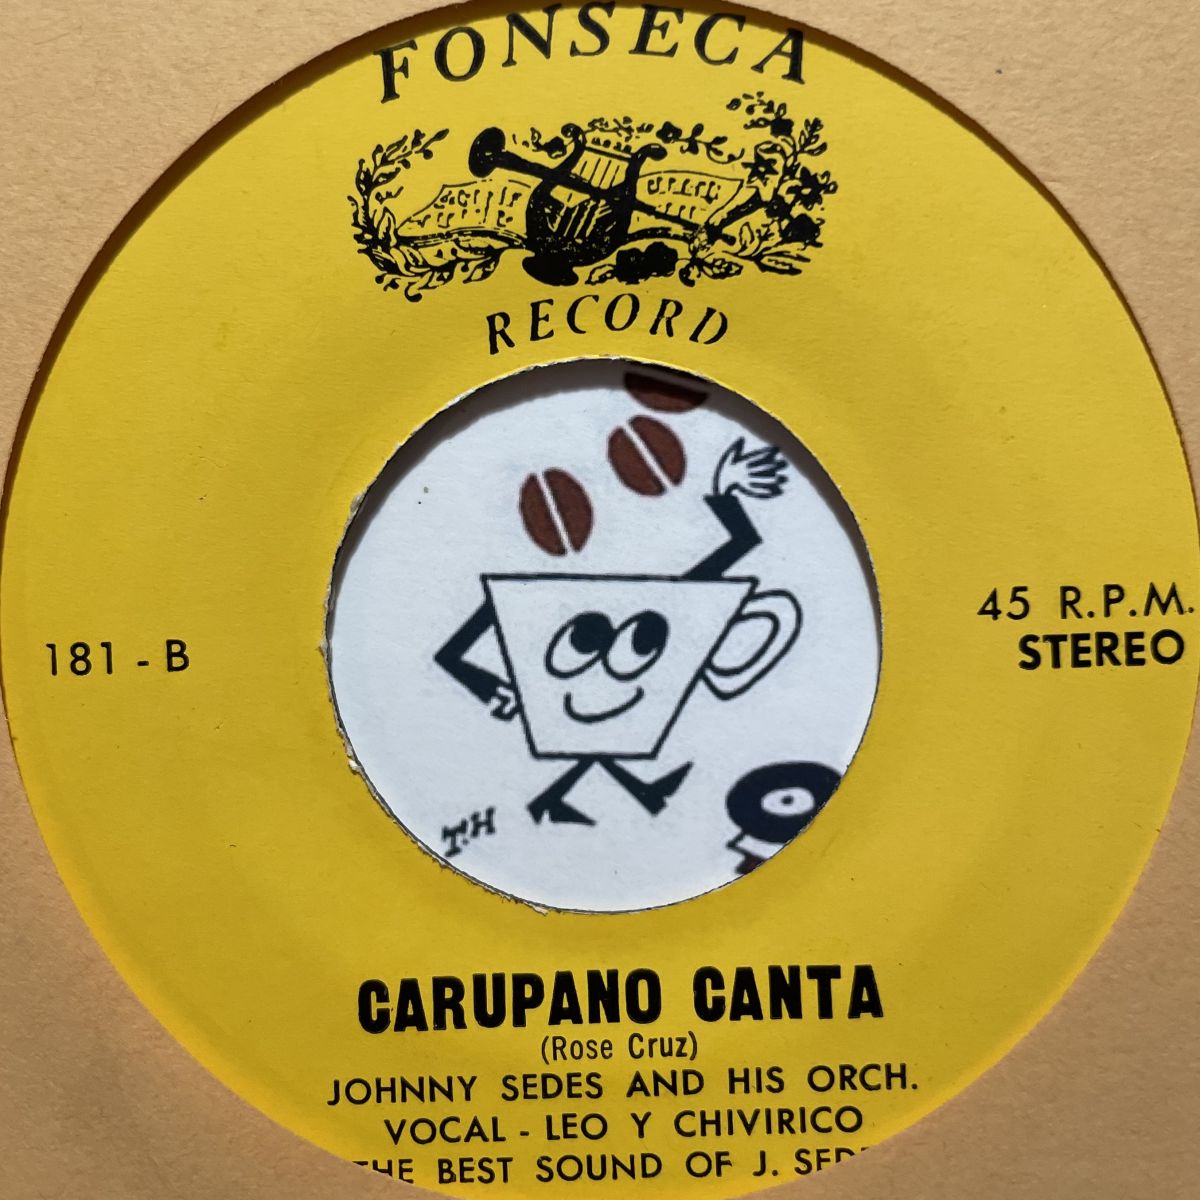 FONSECA
RECORD
45 R.P.M.
STEREO
181 - B
T.H
CARUPANO CANTA
(Rose Cruz)
JOHNNY SEDES AND HIS ORCH.
VOCAL - LEO Y CHIVIRICO
THE BEST SOUND OF J. SEDE